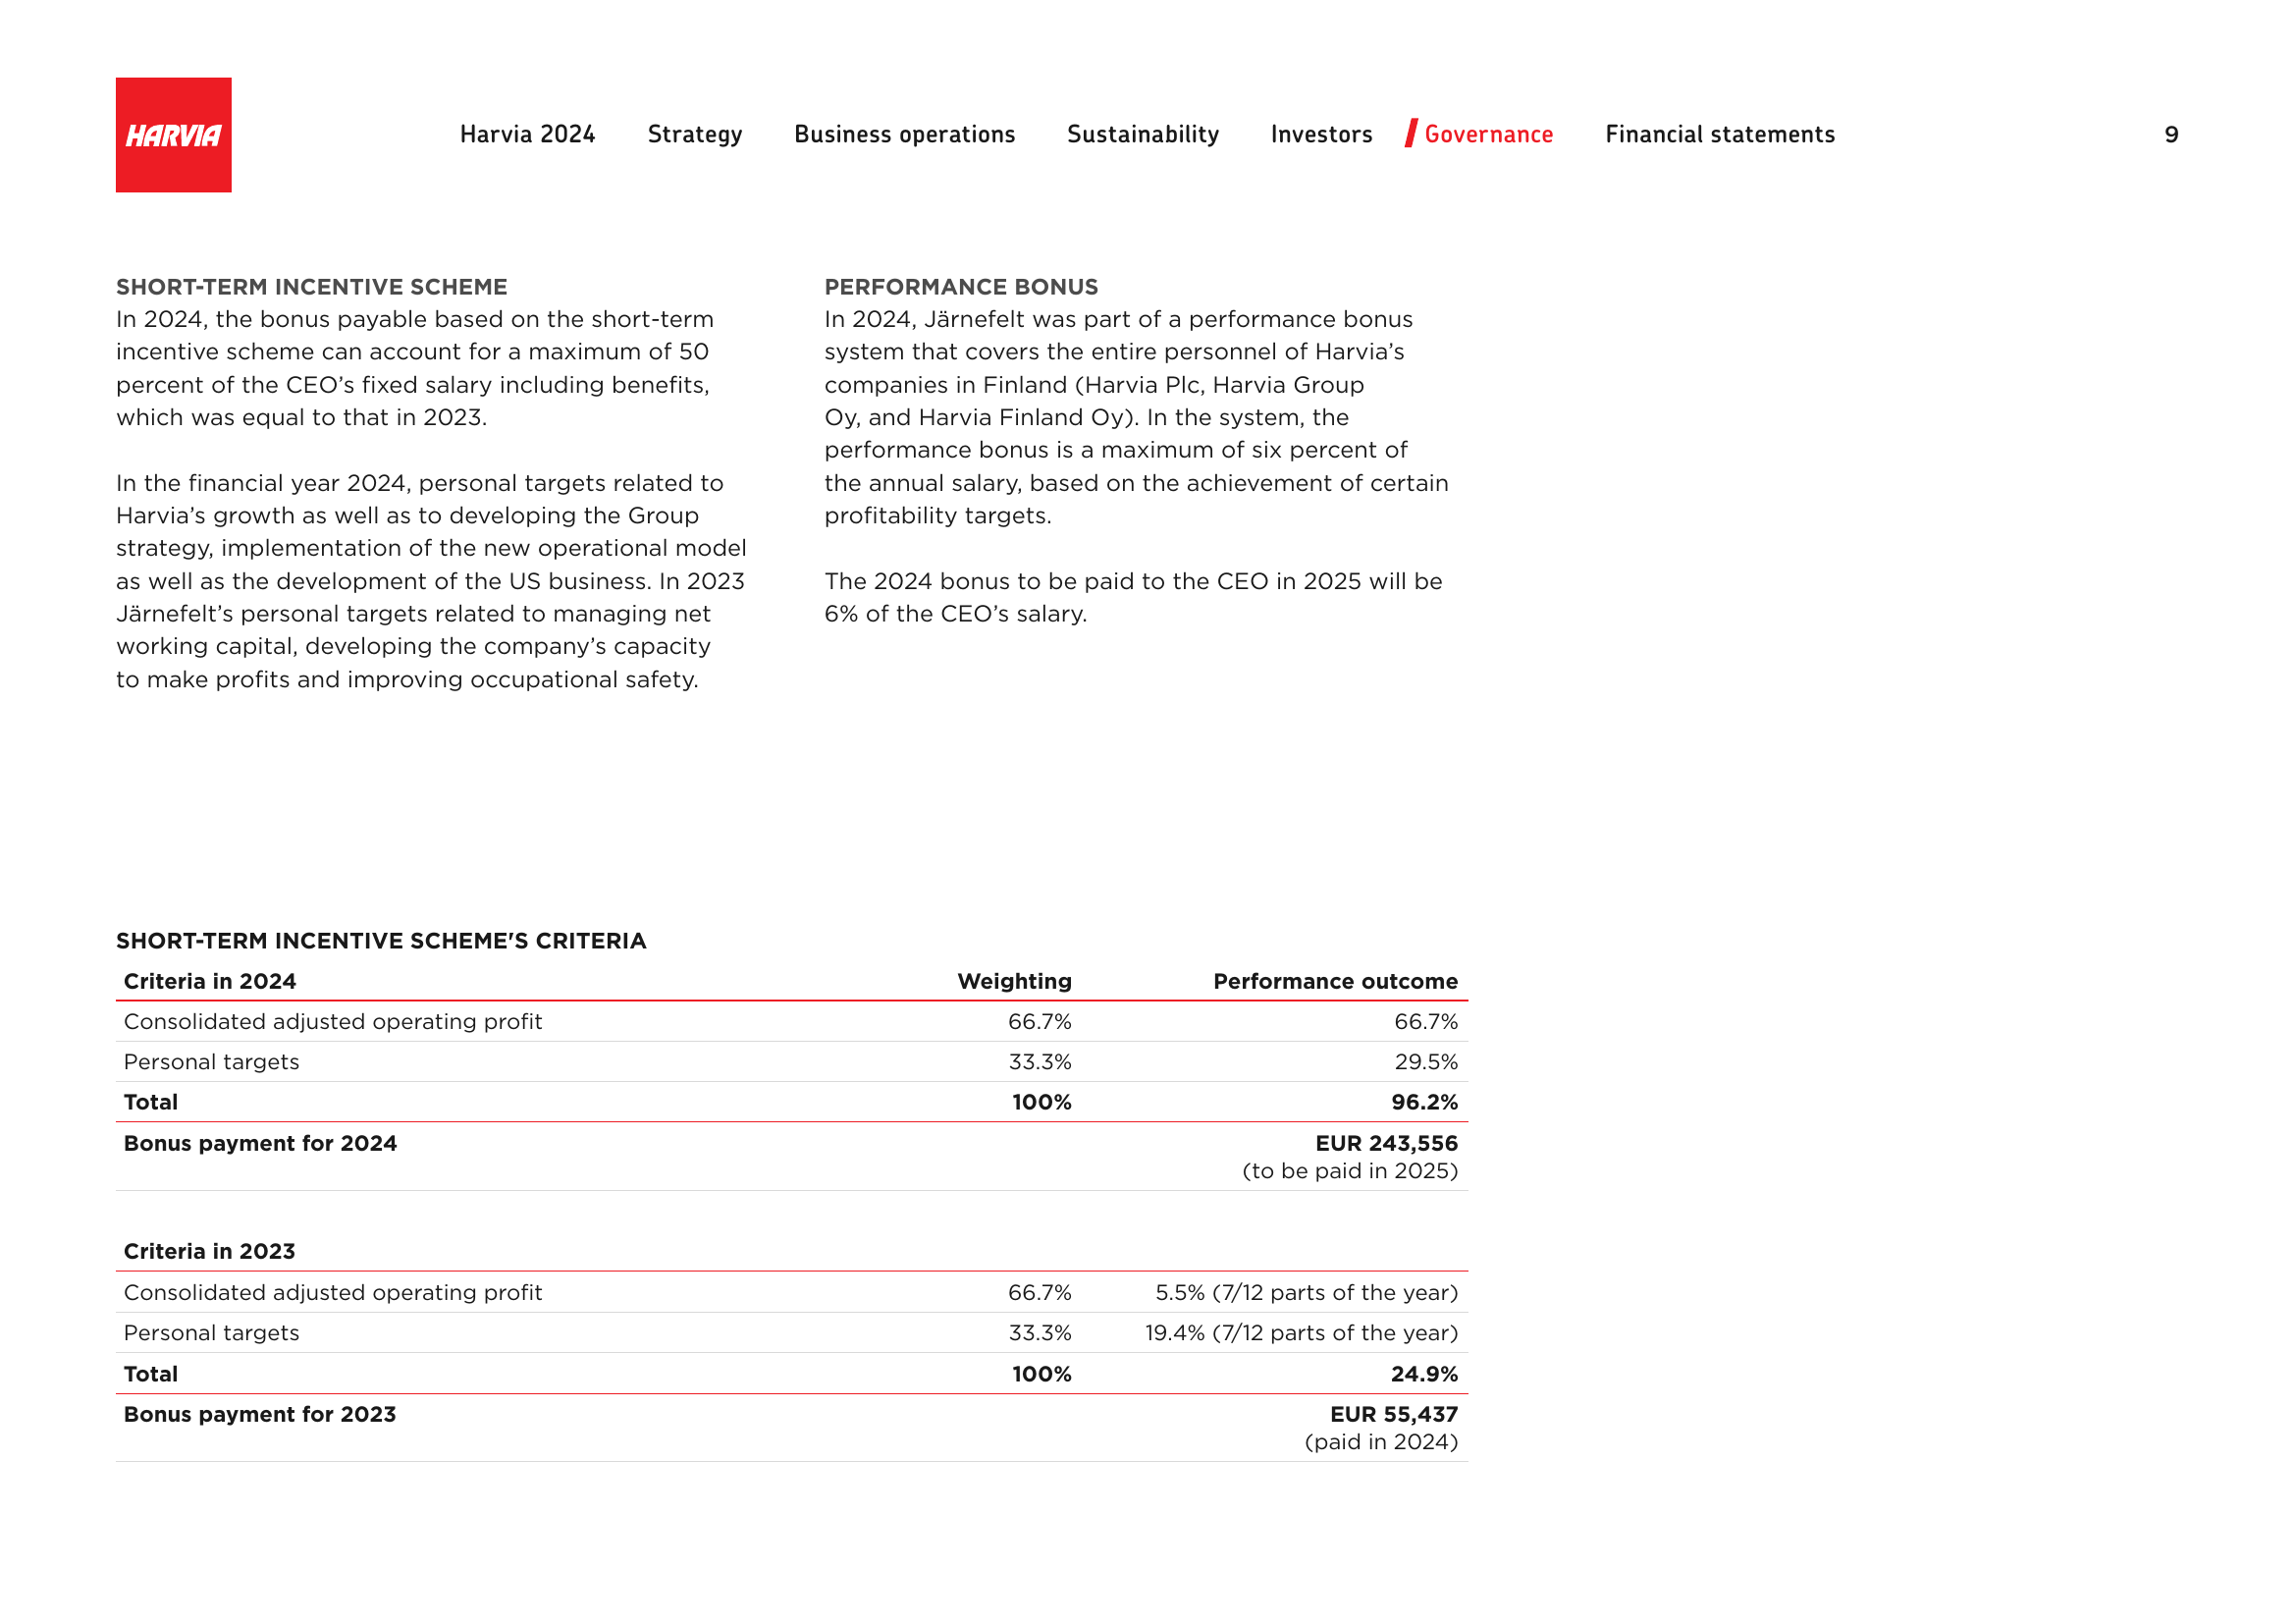 HARVIA
Harvia 2024 Strategy Business operations Sustainability Investors Governance Financial statements 9
SHORT-TERM INCENTIVE SCHEME
In 2024, the bonus payable based on the short-term
incentive scheme can account for a maximum of 50
percent of the CEO’s fixed salary including benefits,
which was equal to that in 2023.
In the financial year 2024, personal targets related to
Harvia’s growth as well as to developing the Group
strategy, implementation of the new operational model
as well as the development of the US business. In 2023
Järnefelt’s personal targets related to managing net
working capital, developing the company’s capacity
to make profits and improving occupational safety.
PERFORMANCE BONUS
In 2024, Järnefelt was part of a performance bonus
system that covers the entire personnel of Harvia’s
companies in Finland (Harvia Plc, Harvia Group
Oy, and Harvia Finland Oy). In the system, the
performance bonus is a maximum of six percent of
the annual salary, based on the achievement of certain
profitability targets.
The 2024 bonus to be paid to the CEO in 2025 will be
6% of the CEO’s salary.
SHORT-TERM INCENTIVE SCHEME'S CRITERIA
Criteria in 2024 Weighting Performance outcome
Consolidated adjusted operating profit 66.7% 66.7%
Personal targets 33.3% 29.5%
Total 100% 96.2%
Bonus payment for 2024 EUR 243,556
(to be paid in 2025)
Criteria in 2023
Consolidated adjusted operating profit 66.7% 5.5% (7/12 parts of the year)
Personal targets 33.3% 19.4% (7/12 parts of the year)
Total 100% 24.9%
Bonus payment for 2023 EUR 55,437
(paid in 2024)